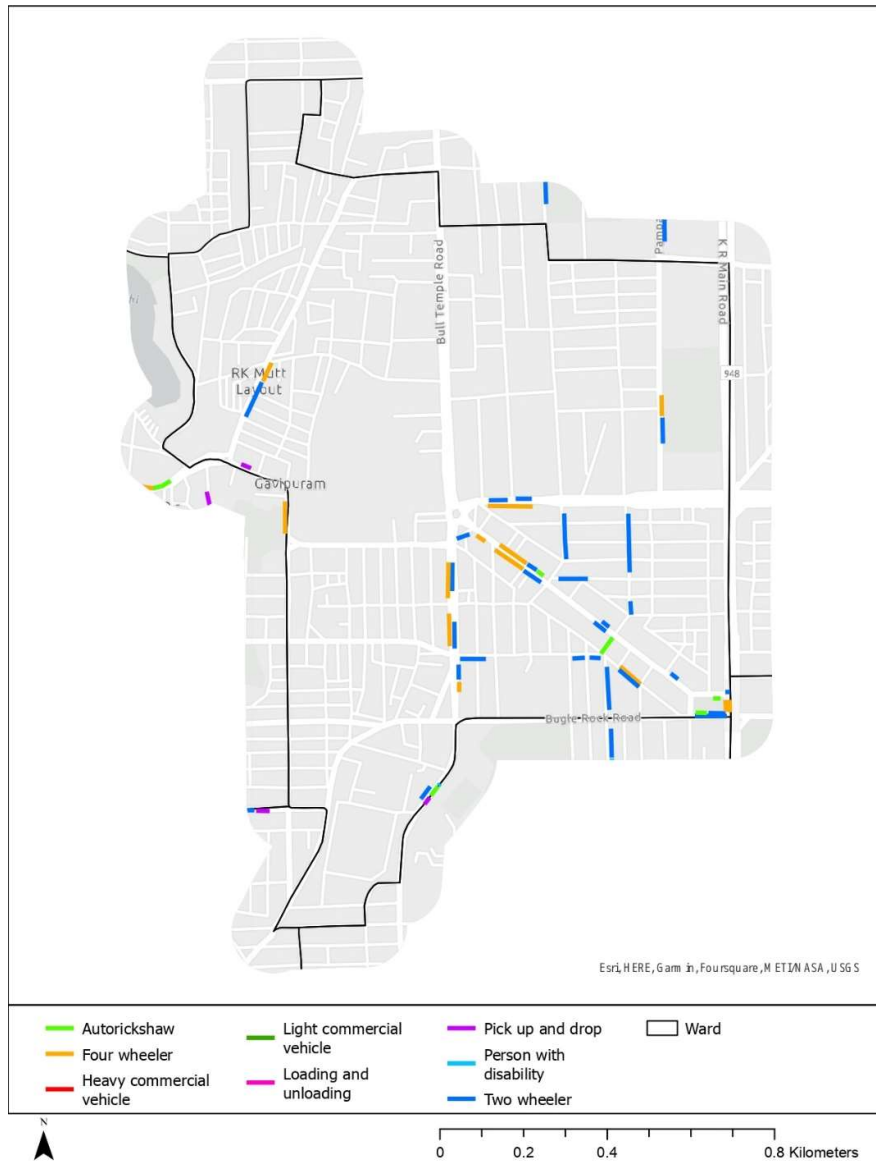 Pampa
Bull Temple Road
K R Main Road
948
RK Mutt
Layout
Gavipuram
Bugle Rock Road
Esri, HERE, Garmin, Foursquare, METI/NASA, USGS
Autorickshaw
Four wheeler
Heavy commercial
vehicle
Light commercial
vehicle
Loading and
unloading
Pick up and drop
Person with
disability
Two wheeler
Ward
N
0 0.2 0.4 0.8 Kilometers